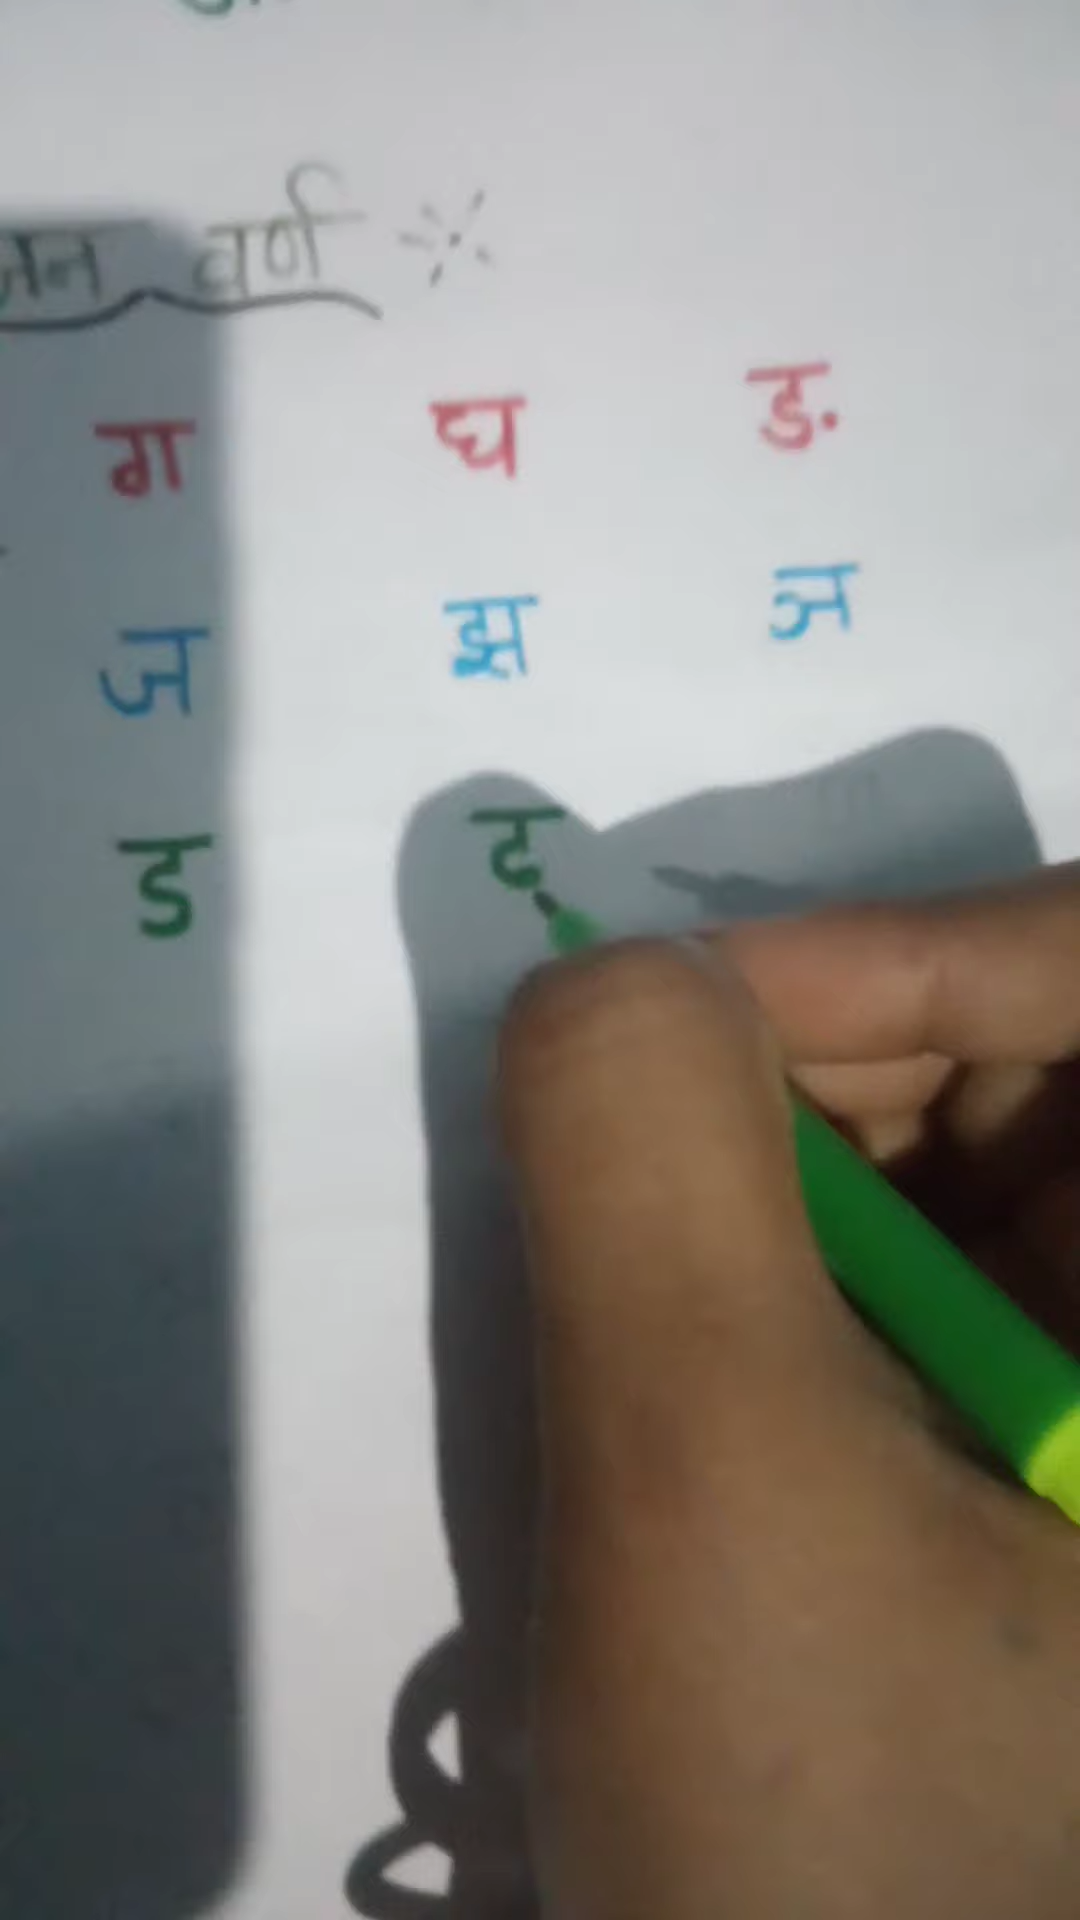 वर्ण
ग घ ङ
ज झ ञ
ड ढ